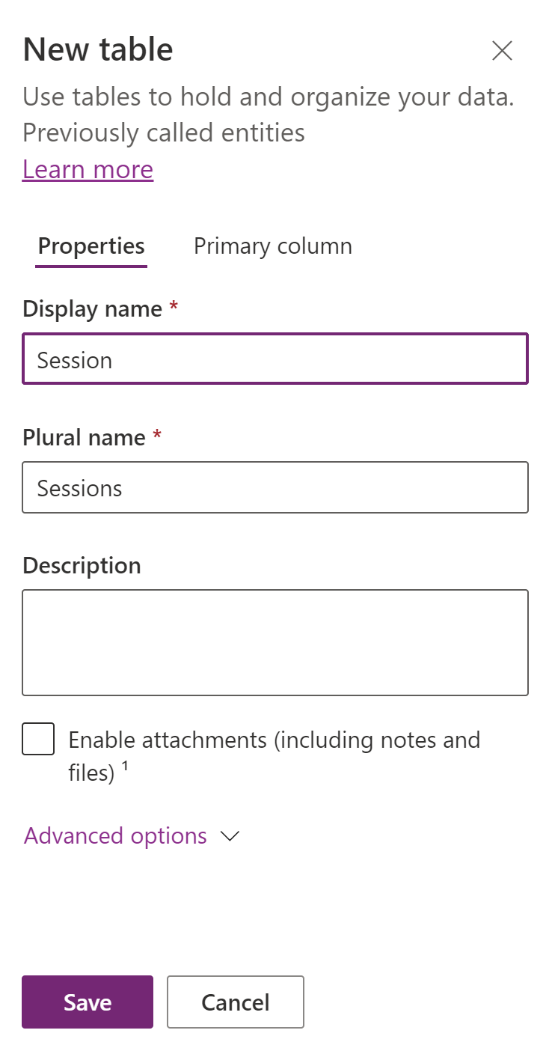 New table
Use tables to hold and organize your data.
Previously called entities
Learn more
Properties
Primary column
Display name *
Session
Plural name *
Sessions
Description
Enable attachments (including notes and
files) ¹
Advanced options
Save
Cancel